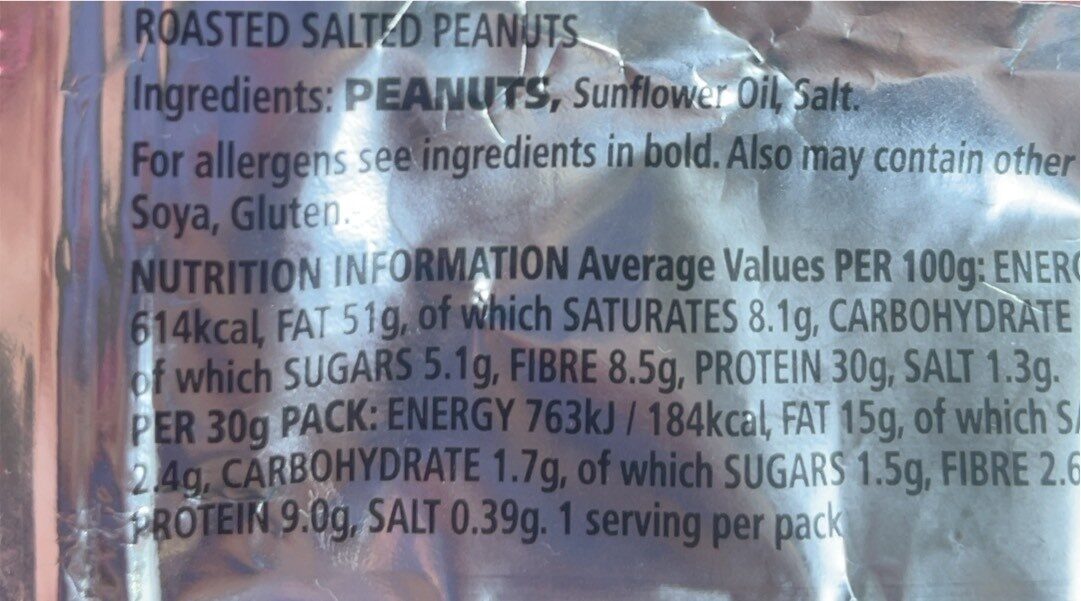 ROASTED SALTED PEANUTS
Ingredients: PEANUTS, Sunflower Oil, Salt.
For allergens see ingredients in bold. Also may contain other
Soya, Gluten.
NUTRITION INFORMATION Average Values PER 100g:
614kcal, FAT 51g, of which SATURATES 8.1g, CARBOHYDRATE
of which SUGARS 5.1g, FIBRE 8.5g, PROTEIN 30g, SALT 1.3g.
PER 30g PACK: ENERGY 763kJ / 184kcal, FAT 15g, of which
2.4g, CARBOHYDRATE 1.7g, of which SUGARS 1.5g, FIBRE 2.6
PROTEIN 9.0g, SALT 0.39g. 1 serving per pack